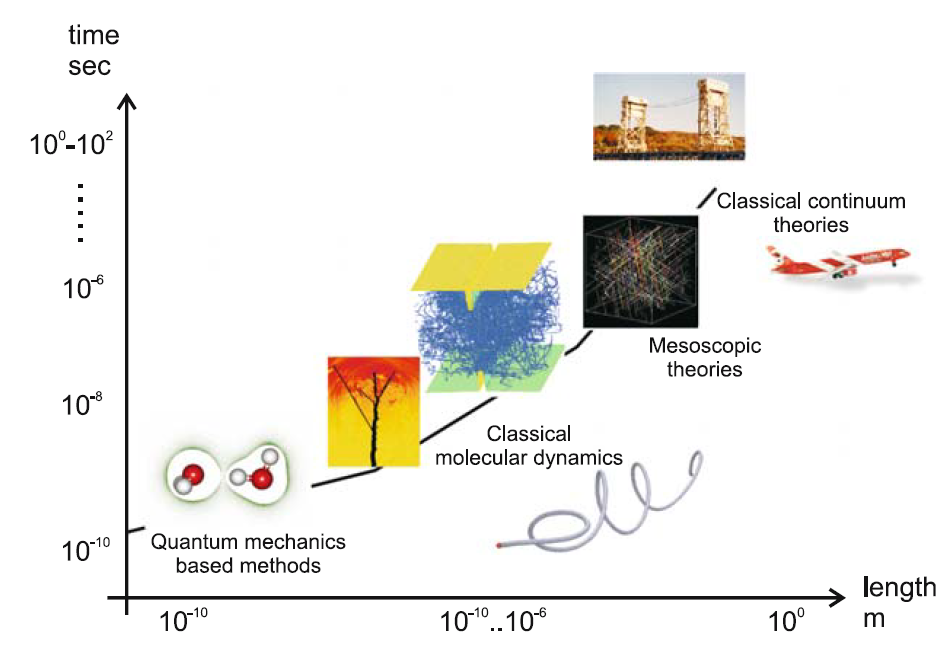 time
sec
10⁰-10²
10⁻⁶
10⁻⁸
10⁻¹⁰
Classical continuum
theories
Mesoscopic
theories
Classical
molecular dynamics
Quantum mechanics
based methods
10⁻¹⁰
10⁻¹⁰..10⁻⁶
10⁰
length
m